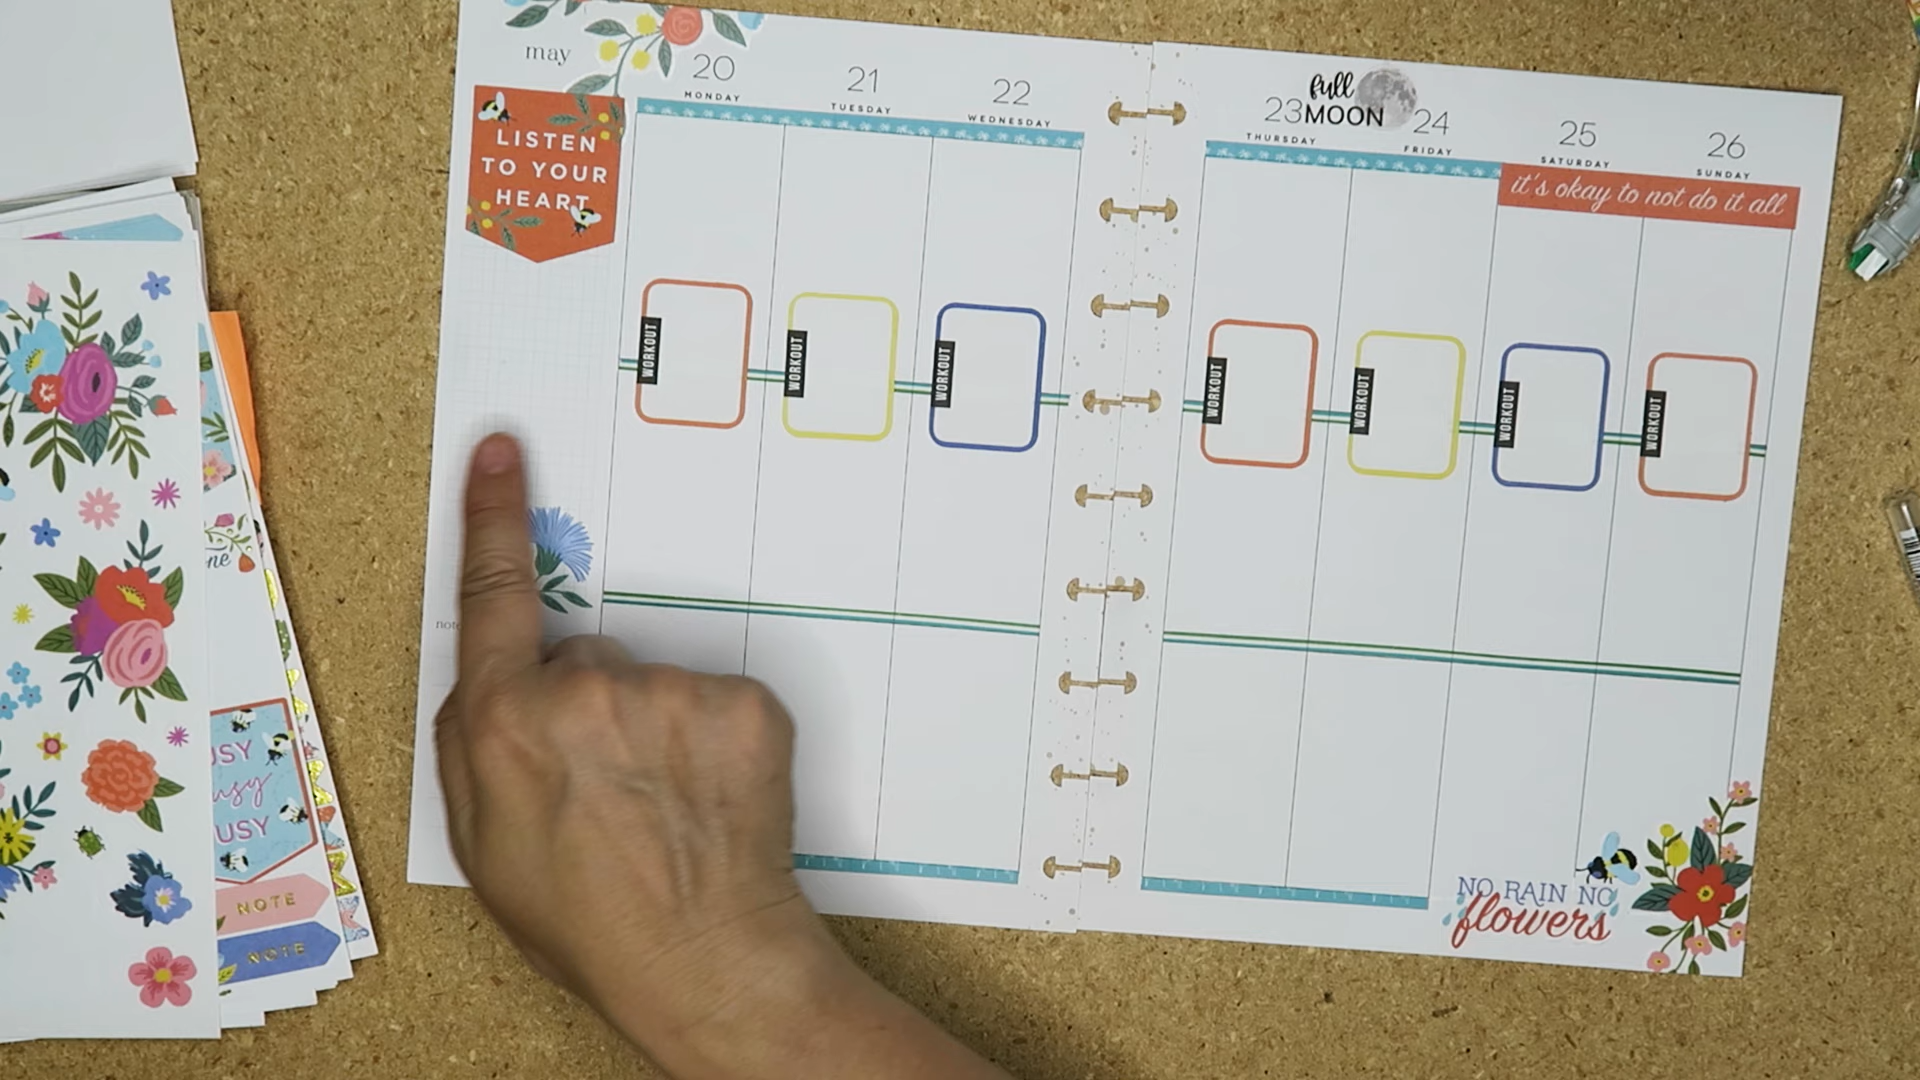 may
LISTEN
TO YOUR
HEART
20
MONDAY
21
TUESDAY
22
WEDNESDAY
full
MOON
23
THURSDAY
24
FRIDAY
25
SATURDAY
26
SUNDAY
it's okay to not do it all
WORKOUT
WORKOUT
WORKOUT
WORKOUT
WORKOUT
WORKOUT
WORKOUT
NO RAIN NO
flowers
NOTE
NOTE